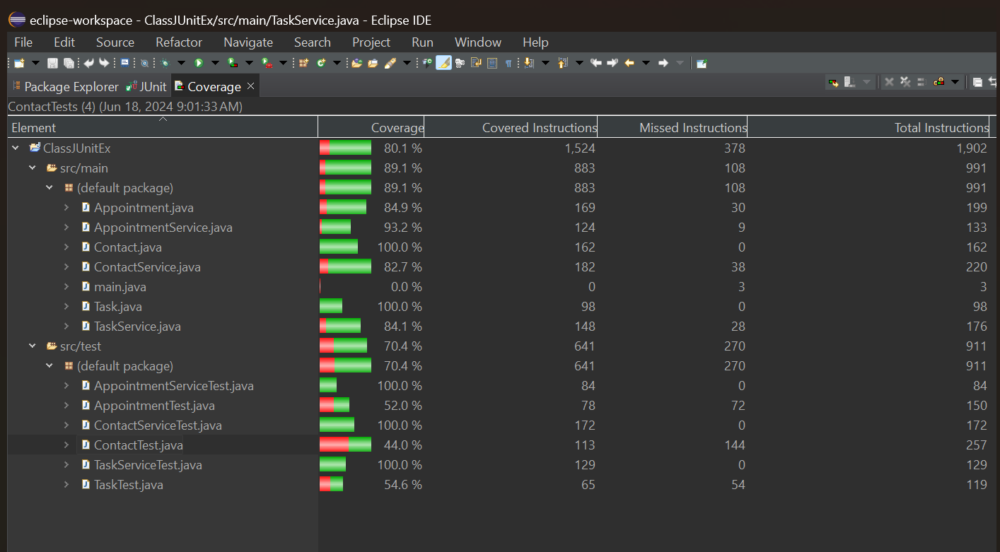 eclipse-workspace - ClassJUnitEx/src/main/TaskService.java - Eclipse IDE
File Edit Source Refactor Navigate Search Project Run Window Help
Package Explorer JUnit Coverage
ContactTests (4) (Jun 18, 2024 9:01:33 AM)
Element Coverage Covered Instructions Missed Instructions Total Instructions
ClassJUnitEx 80.1 % 1,524 378 1,902
src/main 89.1 % 883 108 991
(default package) 89.1 % 883 108 991
Appointment.java 84.9 % 169 30 199
AppointmentService.java 93.2 % 124 9 133
Contact.java 100.0 % 162 0 162
ContactService.java 82.7 % 182 38 220
main.java 0.0 % 0 3 3
Task.java 100.0 % 98 0 98
TaskService.java 84.1 % 148 28 176
src/test 70.4 % 641 270 911
(default package) 70.4 % 641 270 911
AppointmentServiceTest.java 100.0 % 84 0 84
AppointmentTest.java 52.0 % 78 72 150
ContactServiceTest.java 100.0 % 172 0 172
ContactTest.java 44.0 % 113 144 257
TaskServiceTest.java 100.0 % 129 0 129
TaskTest.java 54.6 % 65 54 119